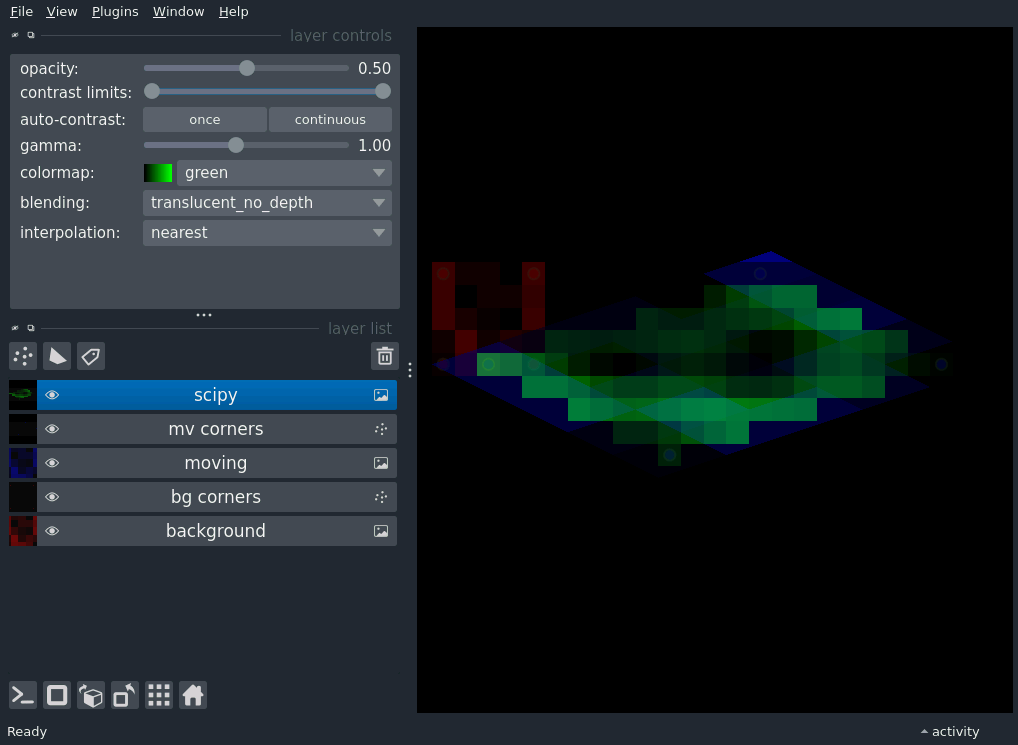 File View Plugins Window Help
layer controls
opacity: 0.50
contrast limits:
auto-contrast: once continuous
gamma: 1.00
colormap: green
blending: translucent_no_depth
interpolation: nearest
layer list
scipy
mv corners
moving
bg corners
background
Ready activity